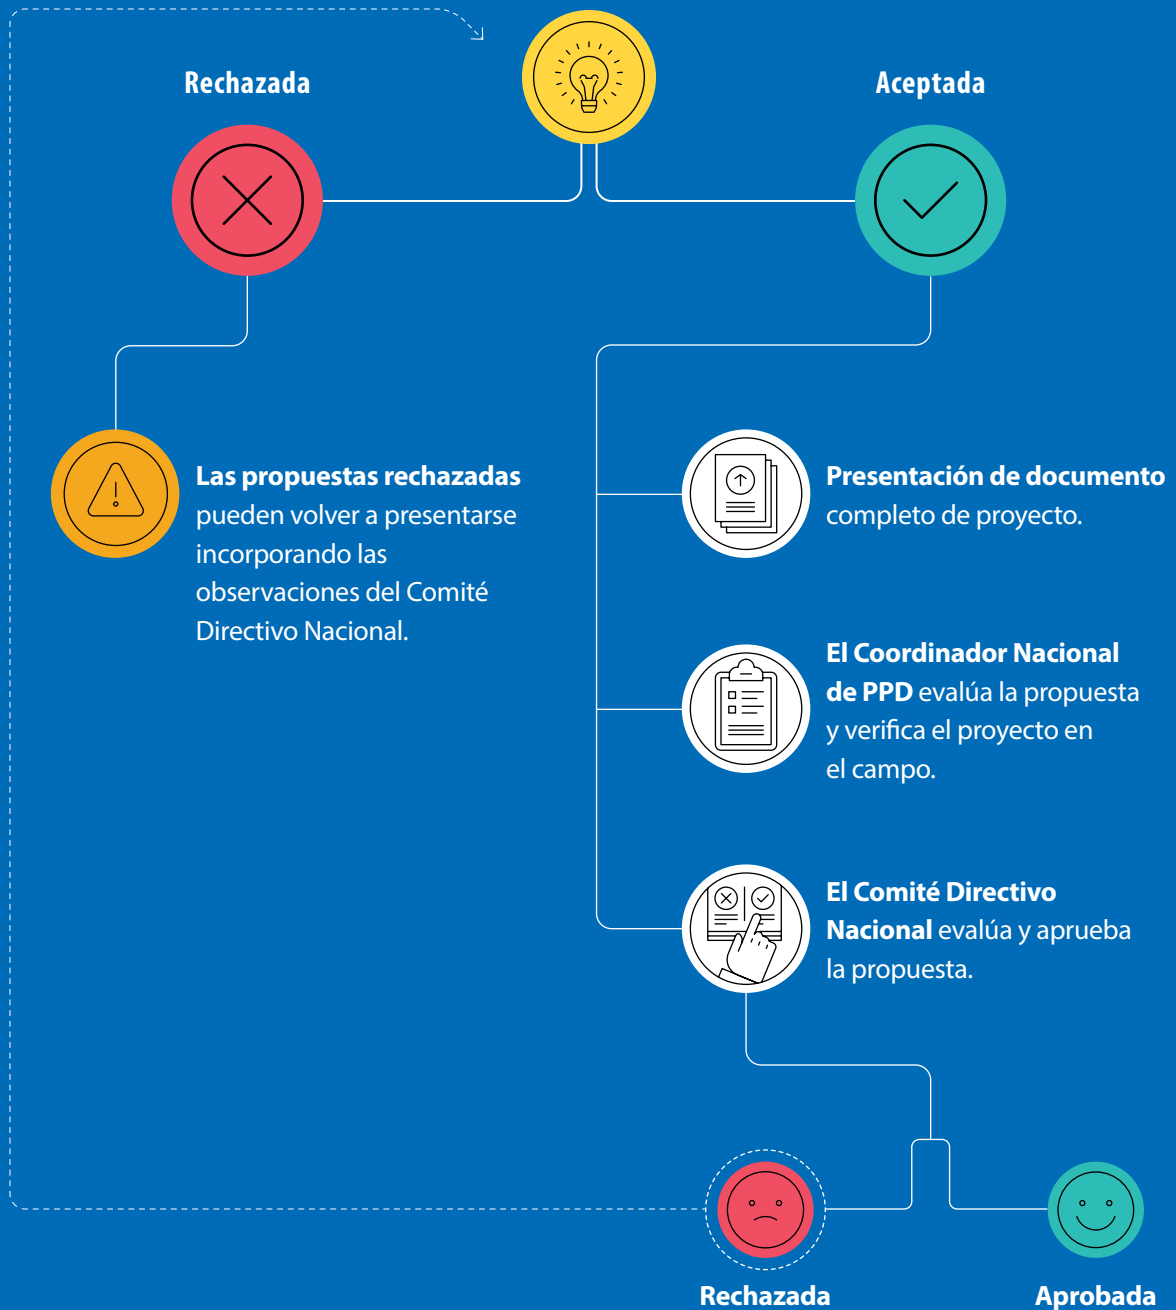 Rechazada
Aceptada
Las propuestas rechazadas
pueden volver a presentarse
incorporando las
observaciones del Comité
Directivo Nacional.
Presentación de documento
completo de proyecto.
El Coordinador Nacional
de PPD evalúa la propuesta
y verifica el proyecto en
el campo.
El Comité Directivo
Nacional evalúa y aprueba
la propuesta.
Rechazada
Aprobada